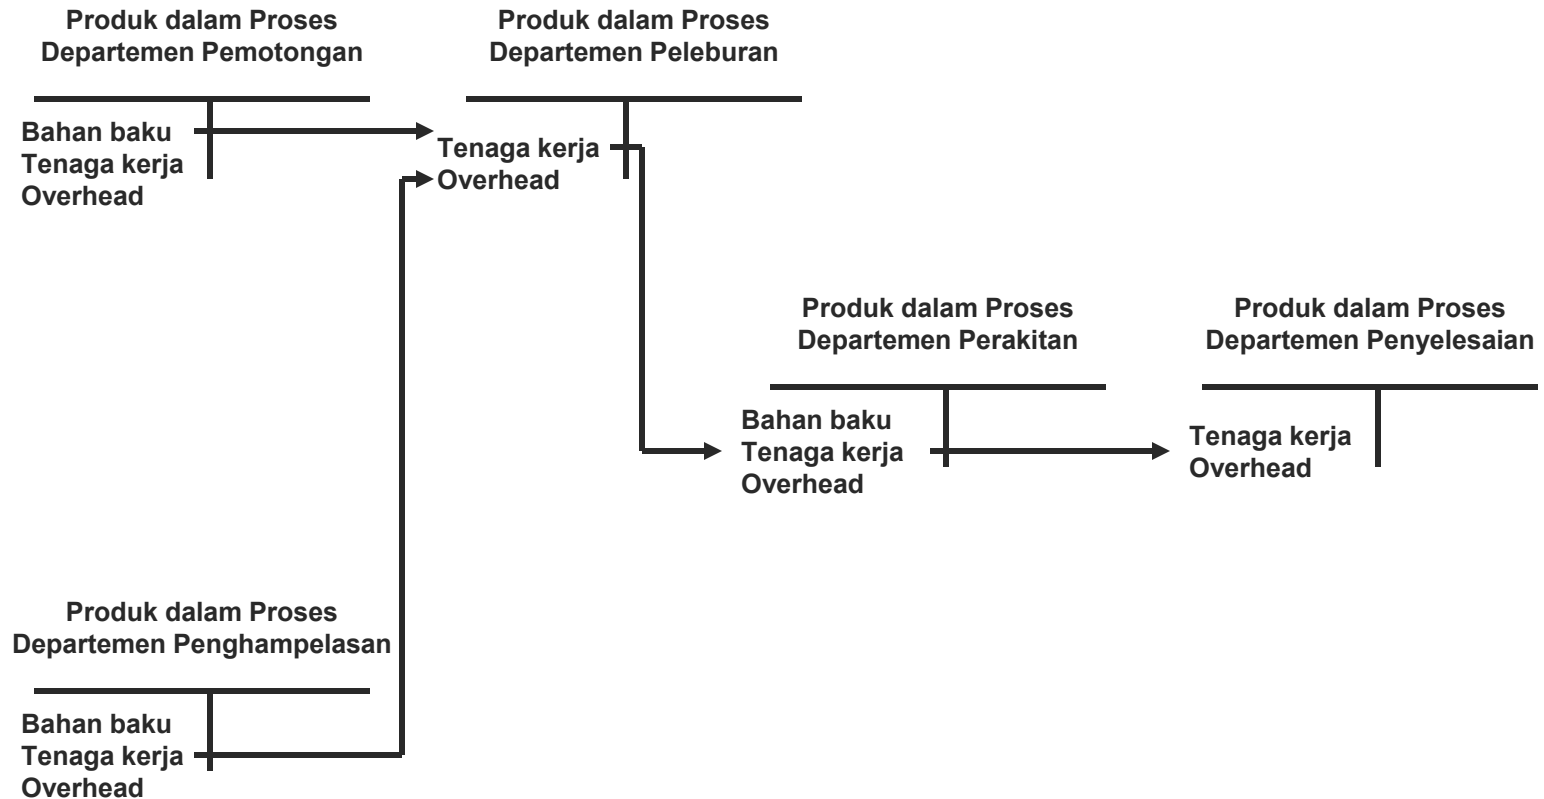 Produk dalam Proses
Departemen Pemotongan
Bahan baku
Tenaga kerja
Overhead
Produk dalam Proses
Departemen Peleburan
Tenaga kerja
Overhead
Produk dalam Proses
Departemen Perakitan
Bahan baku
Tenaga kerja
Overhead
Produk dalam Proses
Departemen Penyelesaian
Tenaga kerja
Overhead
Produk dalam Proses
Departemen Penghampelasan
Bahan baku
Tenaga kerja
Overhead